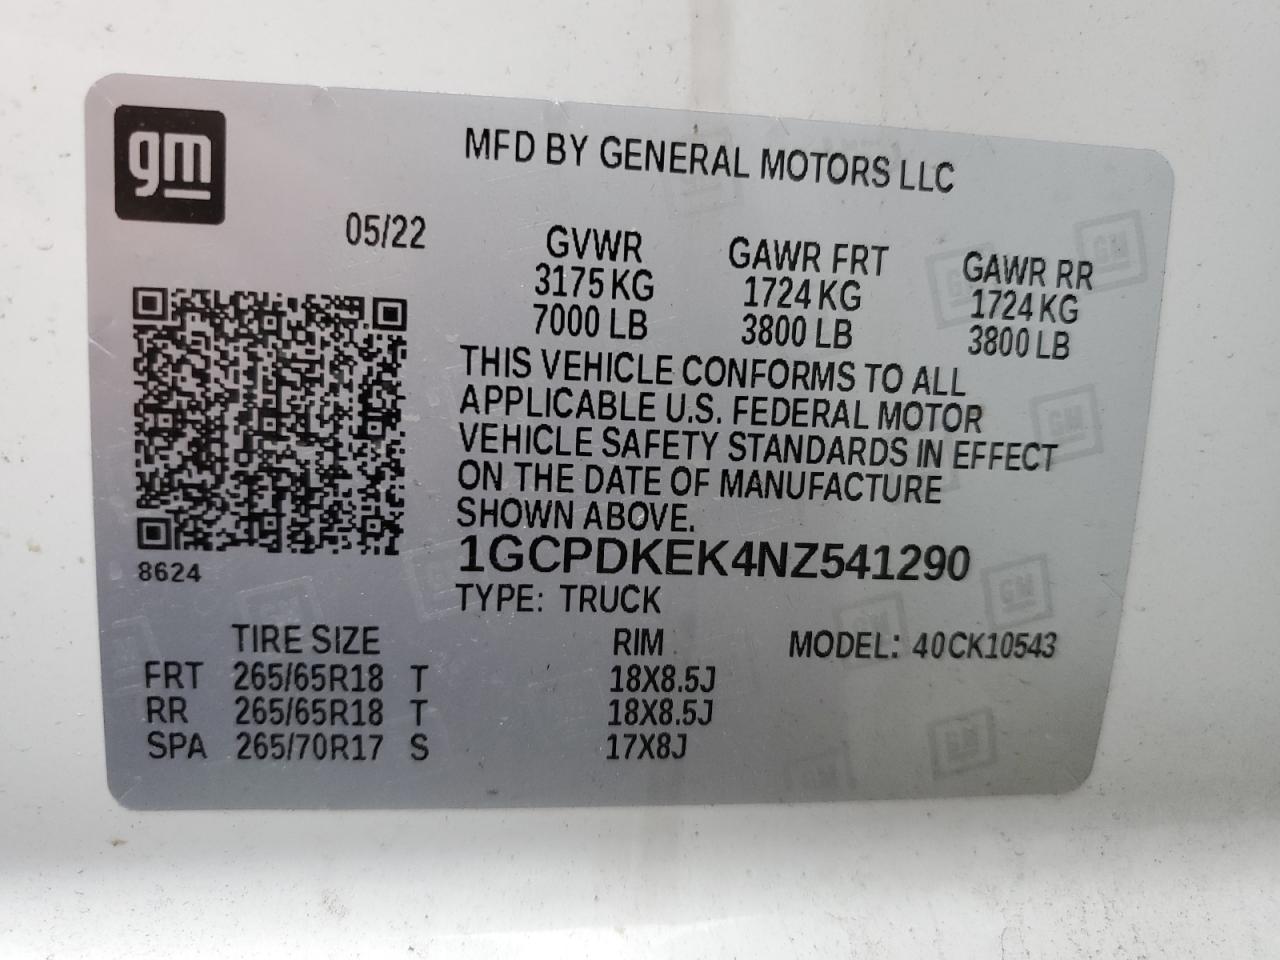 gm
MFD BY GENERAL MOTORS LLC
05/22
GVWR GAWR FRT GAWR RR
3175 KG 1724 KG 1724 KG
7000 LB 3800 LB 3800 LB
THIS VEHICLE CONFORMS TO ALL
APPLICABLE U.S. FEDERAL MOTOR
VEHICLE SAFETY STANDARDS IN EFFECT
ON THE DATE OF MANUFACTURE
SHOWN ABOVE.
8624
1GCPDKEK4NZ541290
TYPE: TRUCK
TIRE SIZE RIM MODEL: 40CK10543
FRT 265/65R18 T 18X8.5J
RR 265/65R18 T 18X8.5J
SPA 265/70R17 S 17X8J